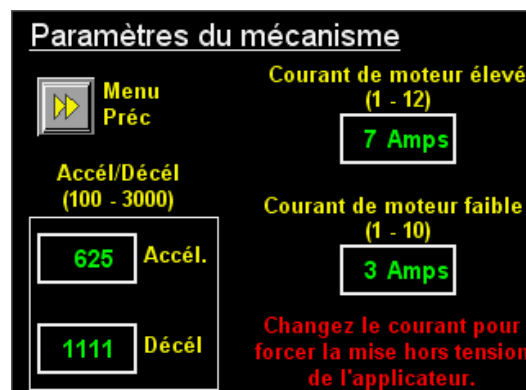 Paramètres du mécanisme
Menu
Préc
Courant de moteur élevé
(1 - 12)
7 Amps
Accél/Décél
(100 - 3000)
625 Accél.
1111 Décél
Courant de moteur faible
(1 - 10)
3 Amps
Changez le courant pour
forcer la mise hors tension
de l'applicateur.